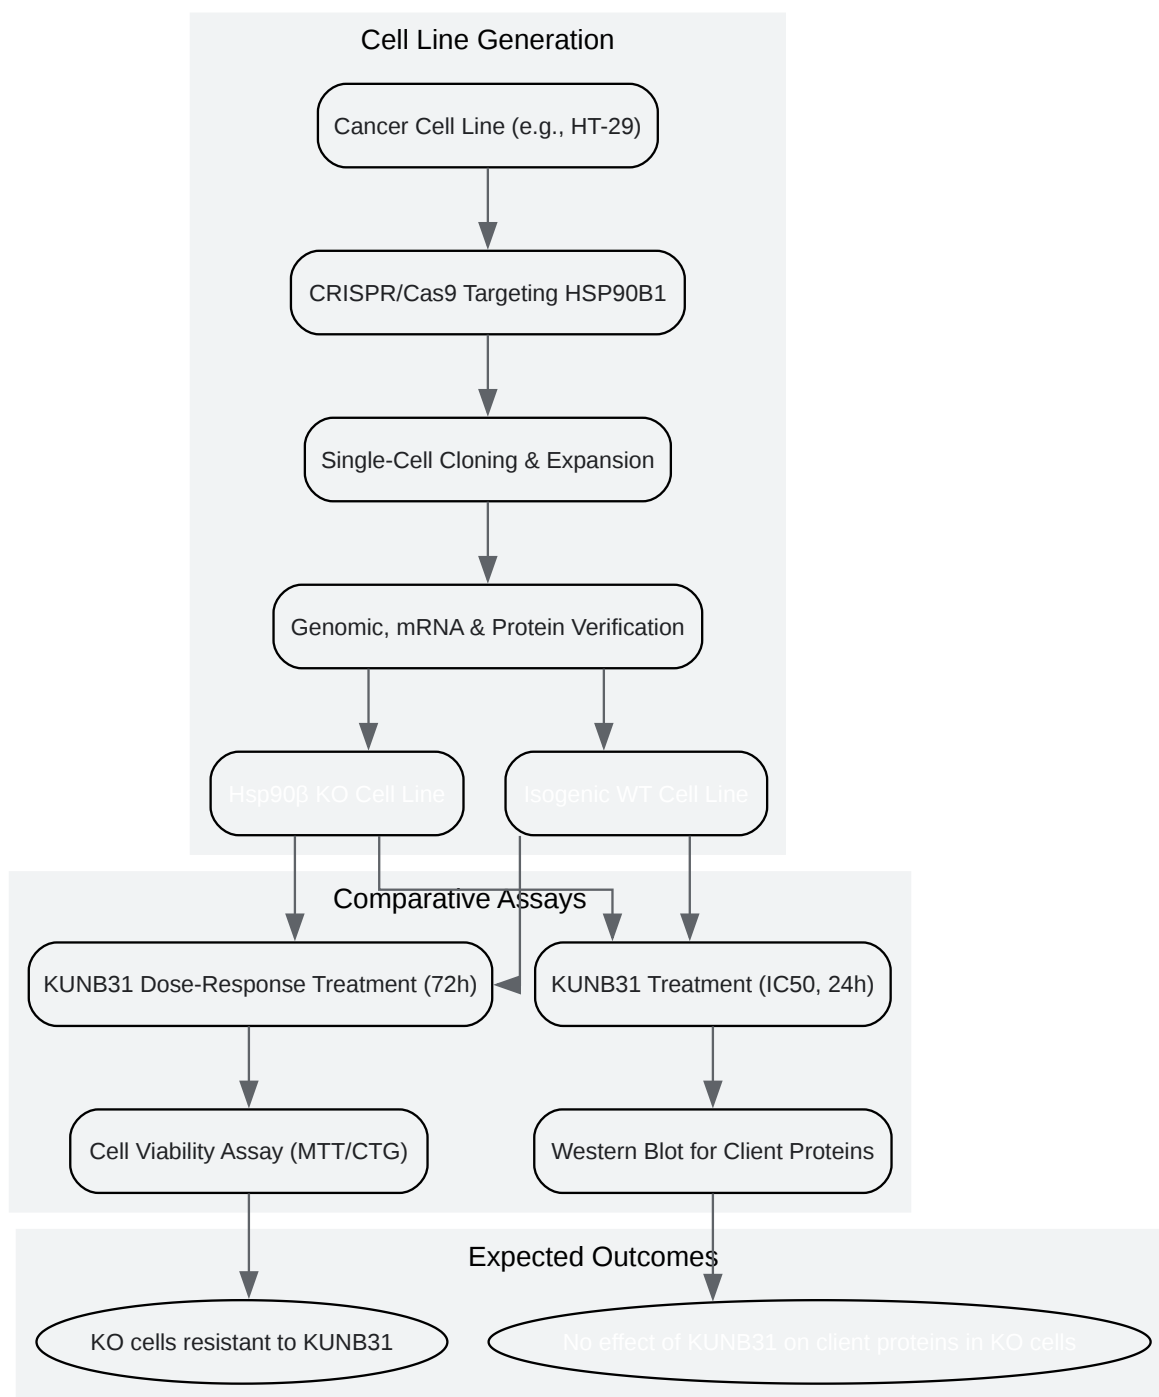 Cell Line Generation
Cancer Cell Line (e.g., HT-29)
CRISPR/Cas9 Targeting HSP90B1
Single-Cell Cloning & Expansion
Genomic, mRNA & Protein Verification
Hsp90β KO Cell Line
Isogenic WT Cell Line
Comparative Assays
KUNB31 Dose-Response Treatment (72h)
KUNB31 Treatment (IC50, 24h)
Cell Viability Assay (MTT/CTG)
Western Blot for Client Proteins
Expected Outcomes
KO cells resistant to KUNB31
No effect of KUNB31 on client proteins in KO cells